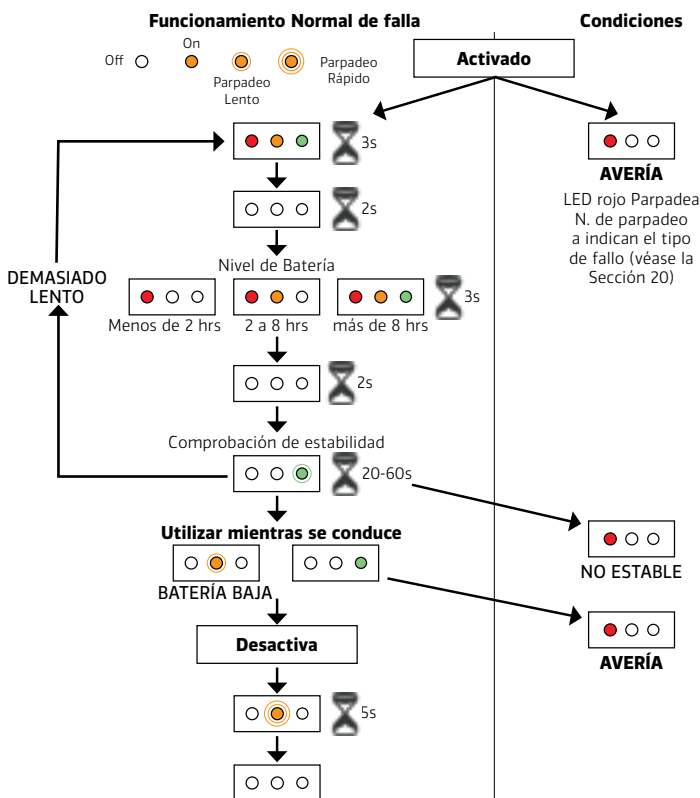 Funcionamiento Normal de falla
Condiciones
Off
On
Parpadeo
Lento
Parpadeo
Rápido
Activado
3s
AVERÍA
LED rojo Parpadea
N. de parpadeo
a indican el tipo
de fallo (véase la
Sección 20)
2s
Nivel de Batería
DEMASIADO
LENTO
3s
Menos de 2 hrs
2 a 8 hrs
más de 8 hrs
2s
Comprobación de estabilidad
20-60s
Utilizar mientras se conduce
NO ESTABLE
BATERÍA BAJA
Desactiva
AVERÍA
5s